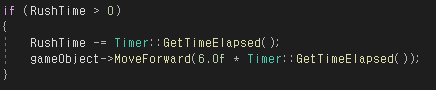 if (RushTime > 0)
{
RushTime -= Timer::GetTimeElapsed();
gameObject->MoveForward(6.0f * Timer::GetTimeElapsed());
}